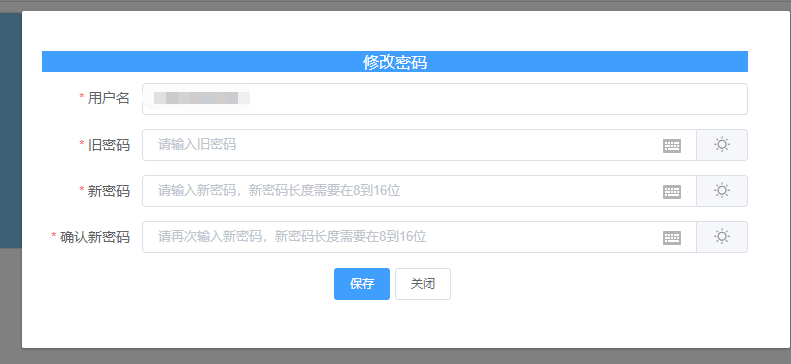 修改密码
* 用户名
* 旧密码 请输入旧密码
* 新密码 请输入新密码，新密码长度需要在8到16位
* 确认新密码 请再次输入新密码，新密码长度需要在8到16位
保存 关闭